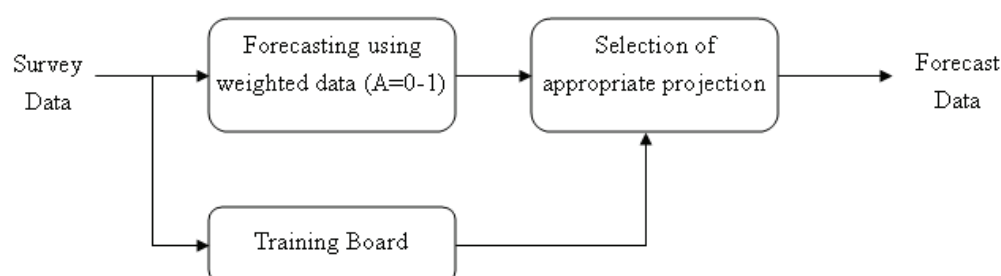 Survey
Data
Forecasting using
weighted data (A=0-1)
Selection of
appropriate projection
Forecast
Data
Training Board